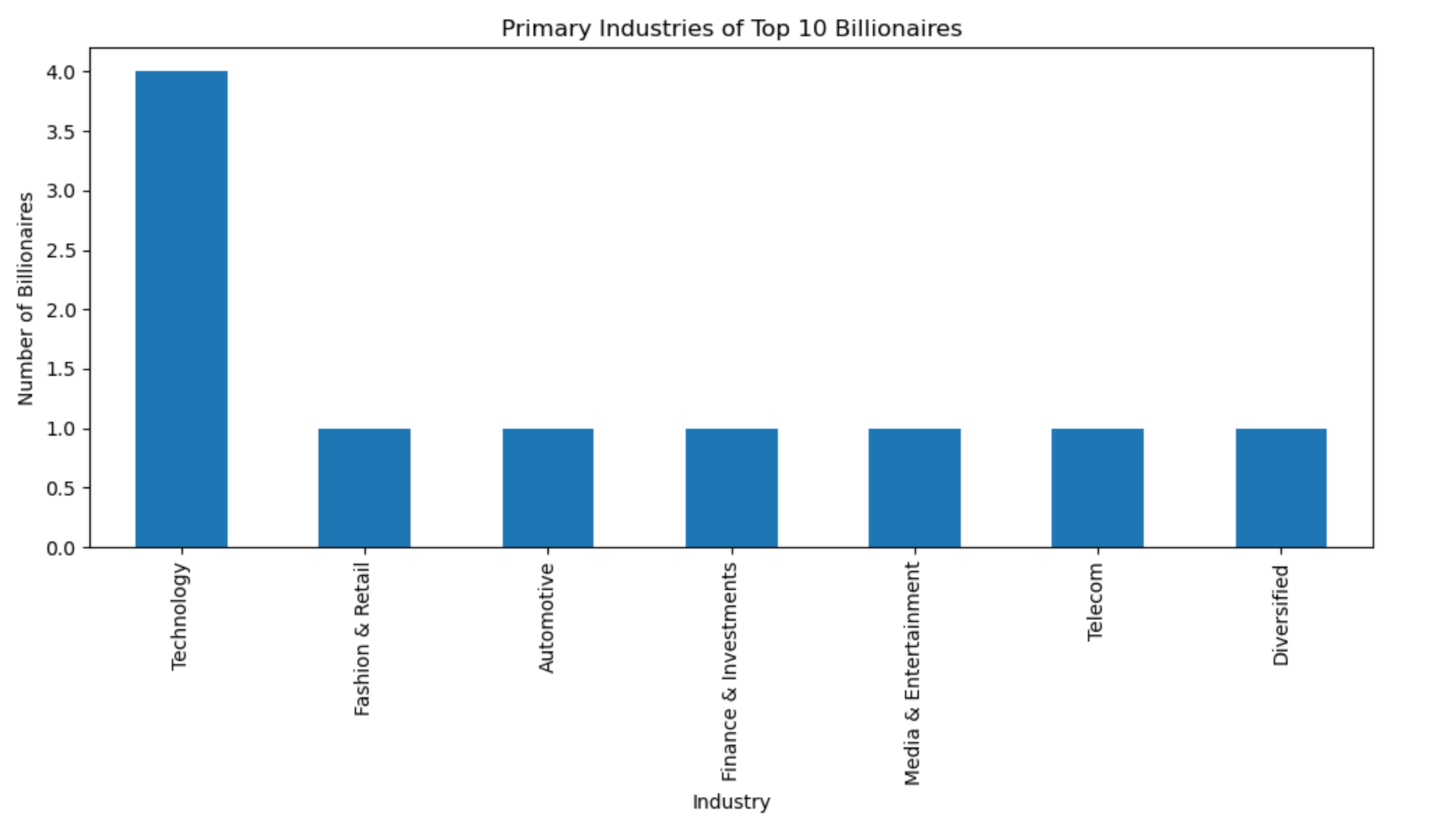 Primary Industries of Top 10 Billionaires
Number of Billionaires
4.0
3.5
3.0
2.5
2.0
1.5
1.0
0.5
0.0
Technology
Fashion & Retail
Automotive
Finance & Investments
Media & Entertainment
Telecom
Diversified
Industry